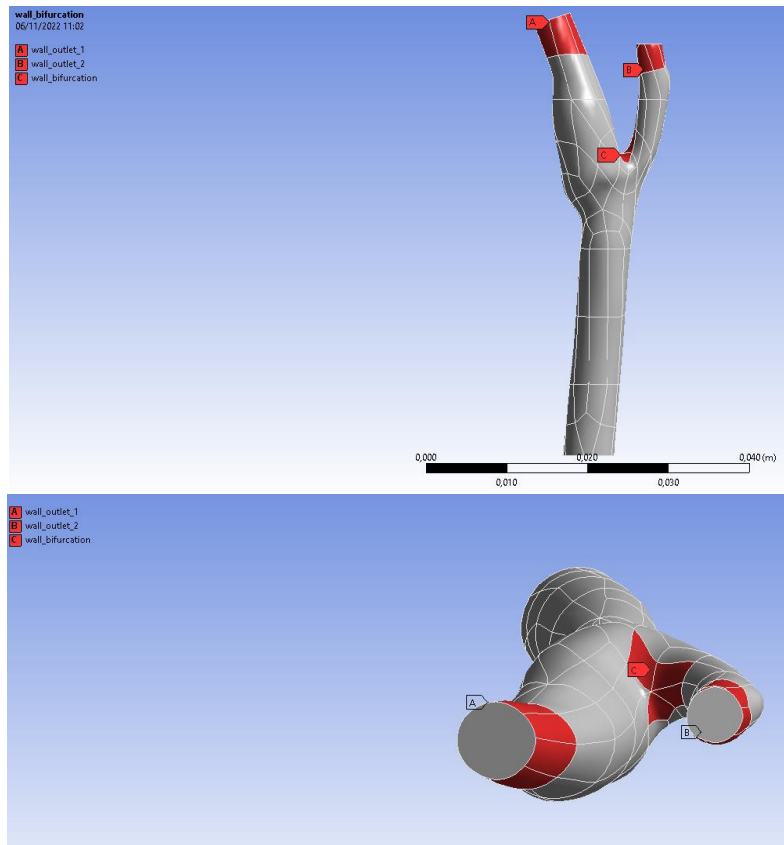 wall_bifurcation
06/11/2022 11:02
A wall_outlet_1
B wall_outlet_2
C wall_bifurcation
A
B
C
0,000 0,020 0,040 (m)
0,010 0,030
A wall_outlet_1
B wall_outlet_2
C wall_bifurcation
C
A
B